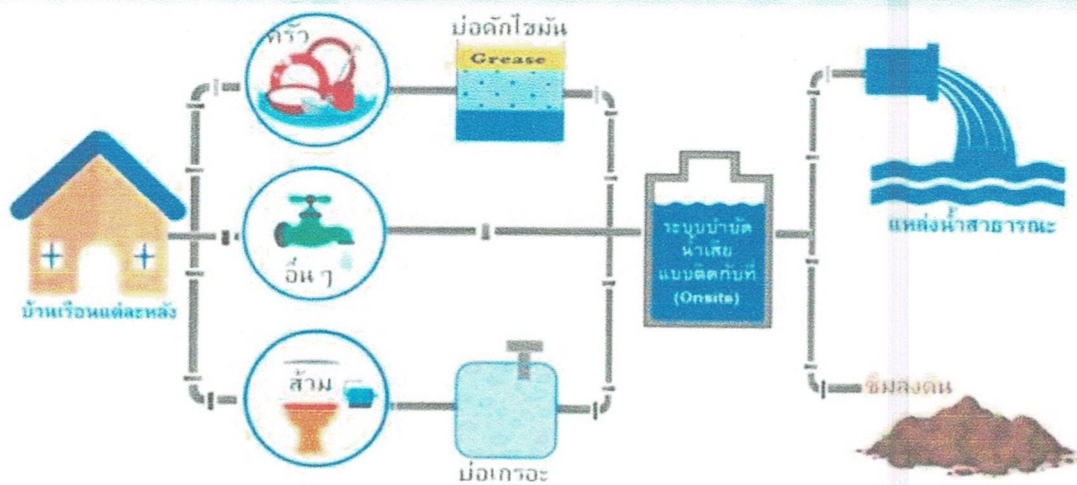 ครัว
บ่อดักไขมัน
Grease
อื่น ๆ
บ้านเรือนแต่ละหลัง
ส้วม
บ่อเกรอะ
ระบบบำบัด
น้ำเสีย
แบบติดกับที่
(Onsite)
แหล่งน้ำสาธารณะ
ซึมลงดิน